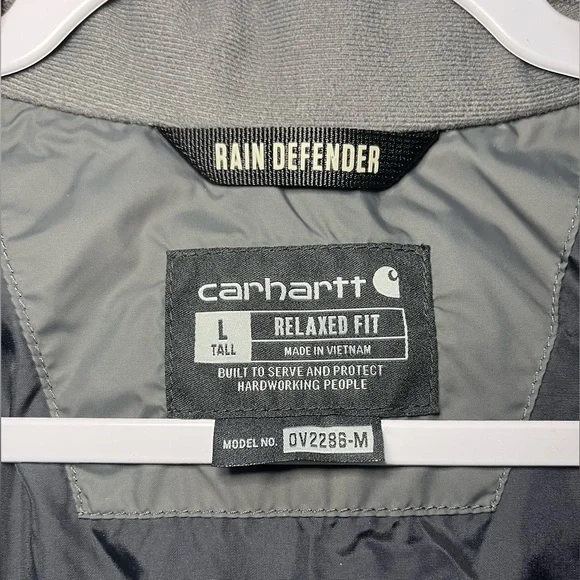 RAIN DEFENDER
carhartt
L TALL
RELAXED FIT
MADE IN VIETNAM
BUILT TO SERVE AND PROTECT
HARDWORKING PEOPLE
MODEL NO. OV2286-M